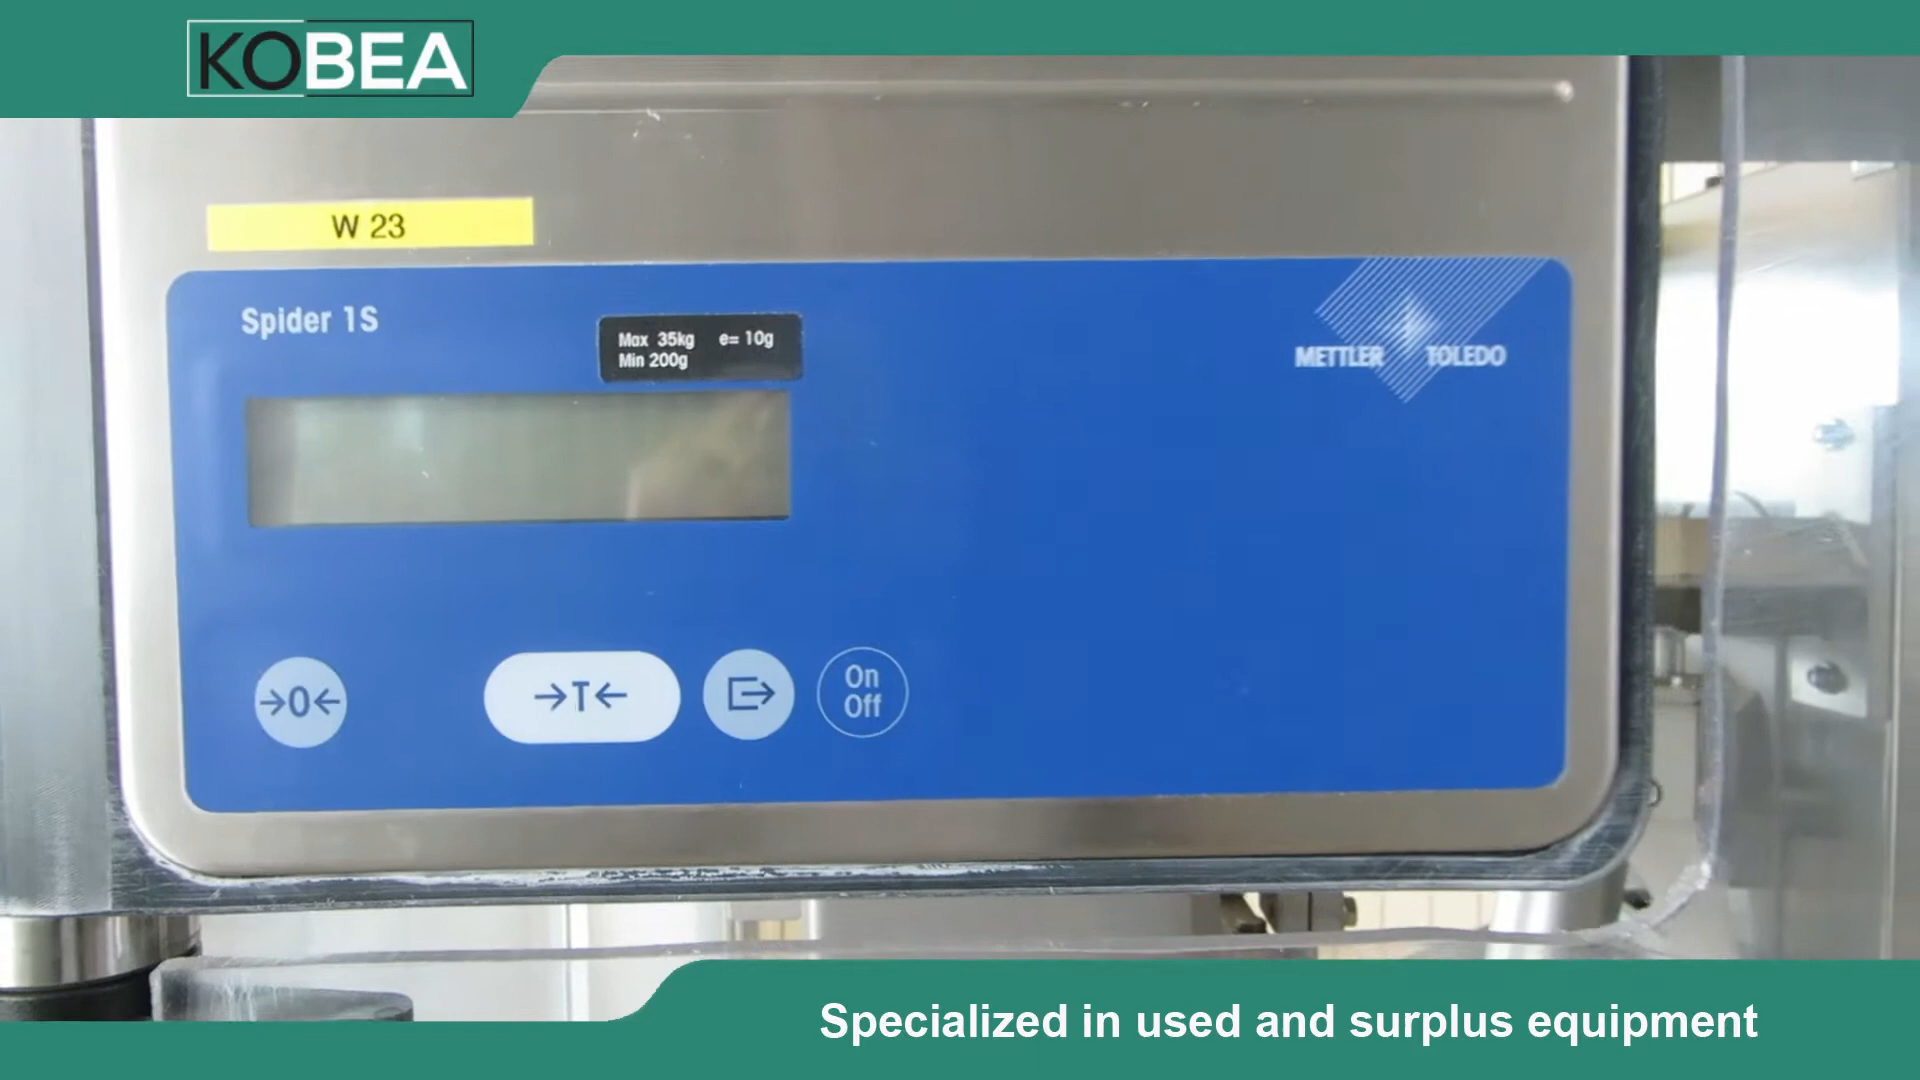 KOBEA
W 23
Spider 1S
Max 35kg e= 10g
Min 200g
METTLER TOLEDO
→0←
→T←
On
Off
Specialized in used and surplus equipment